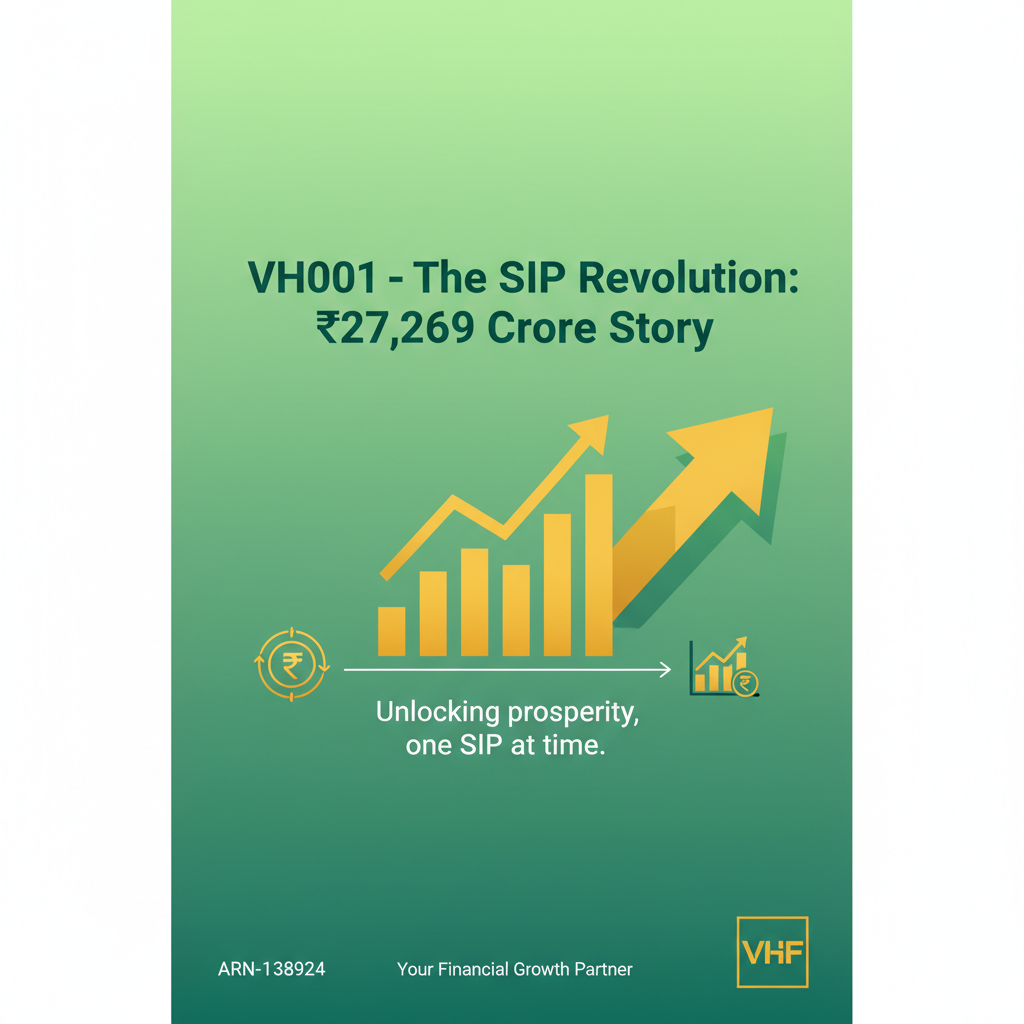 VH001 - The SIP Revolution:
₹27,269 Crore Story
₹
₹
Unlocking prosperity,
one SIP at time.
ARN-138924
Your Financial Growth Partner
VHF